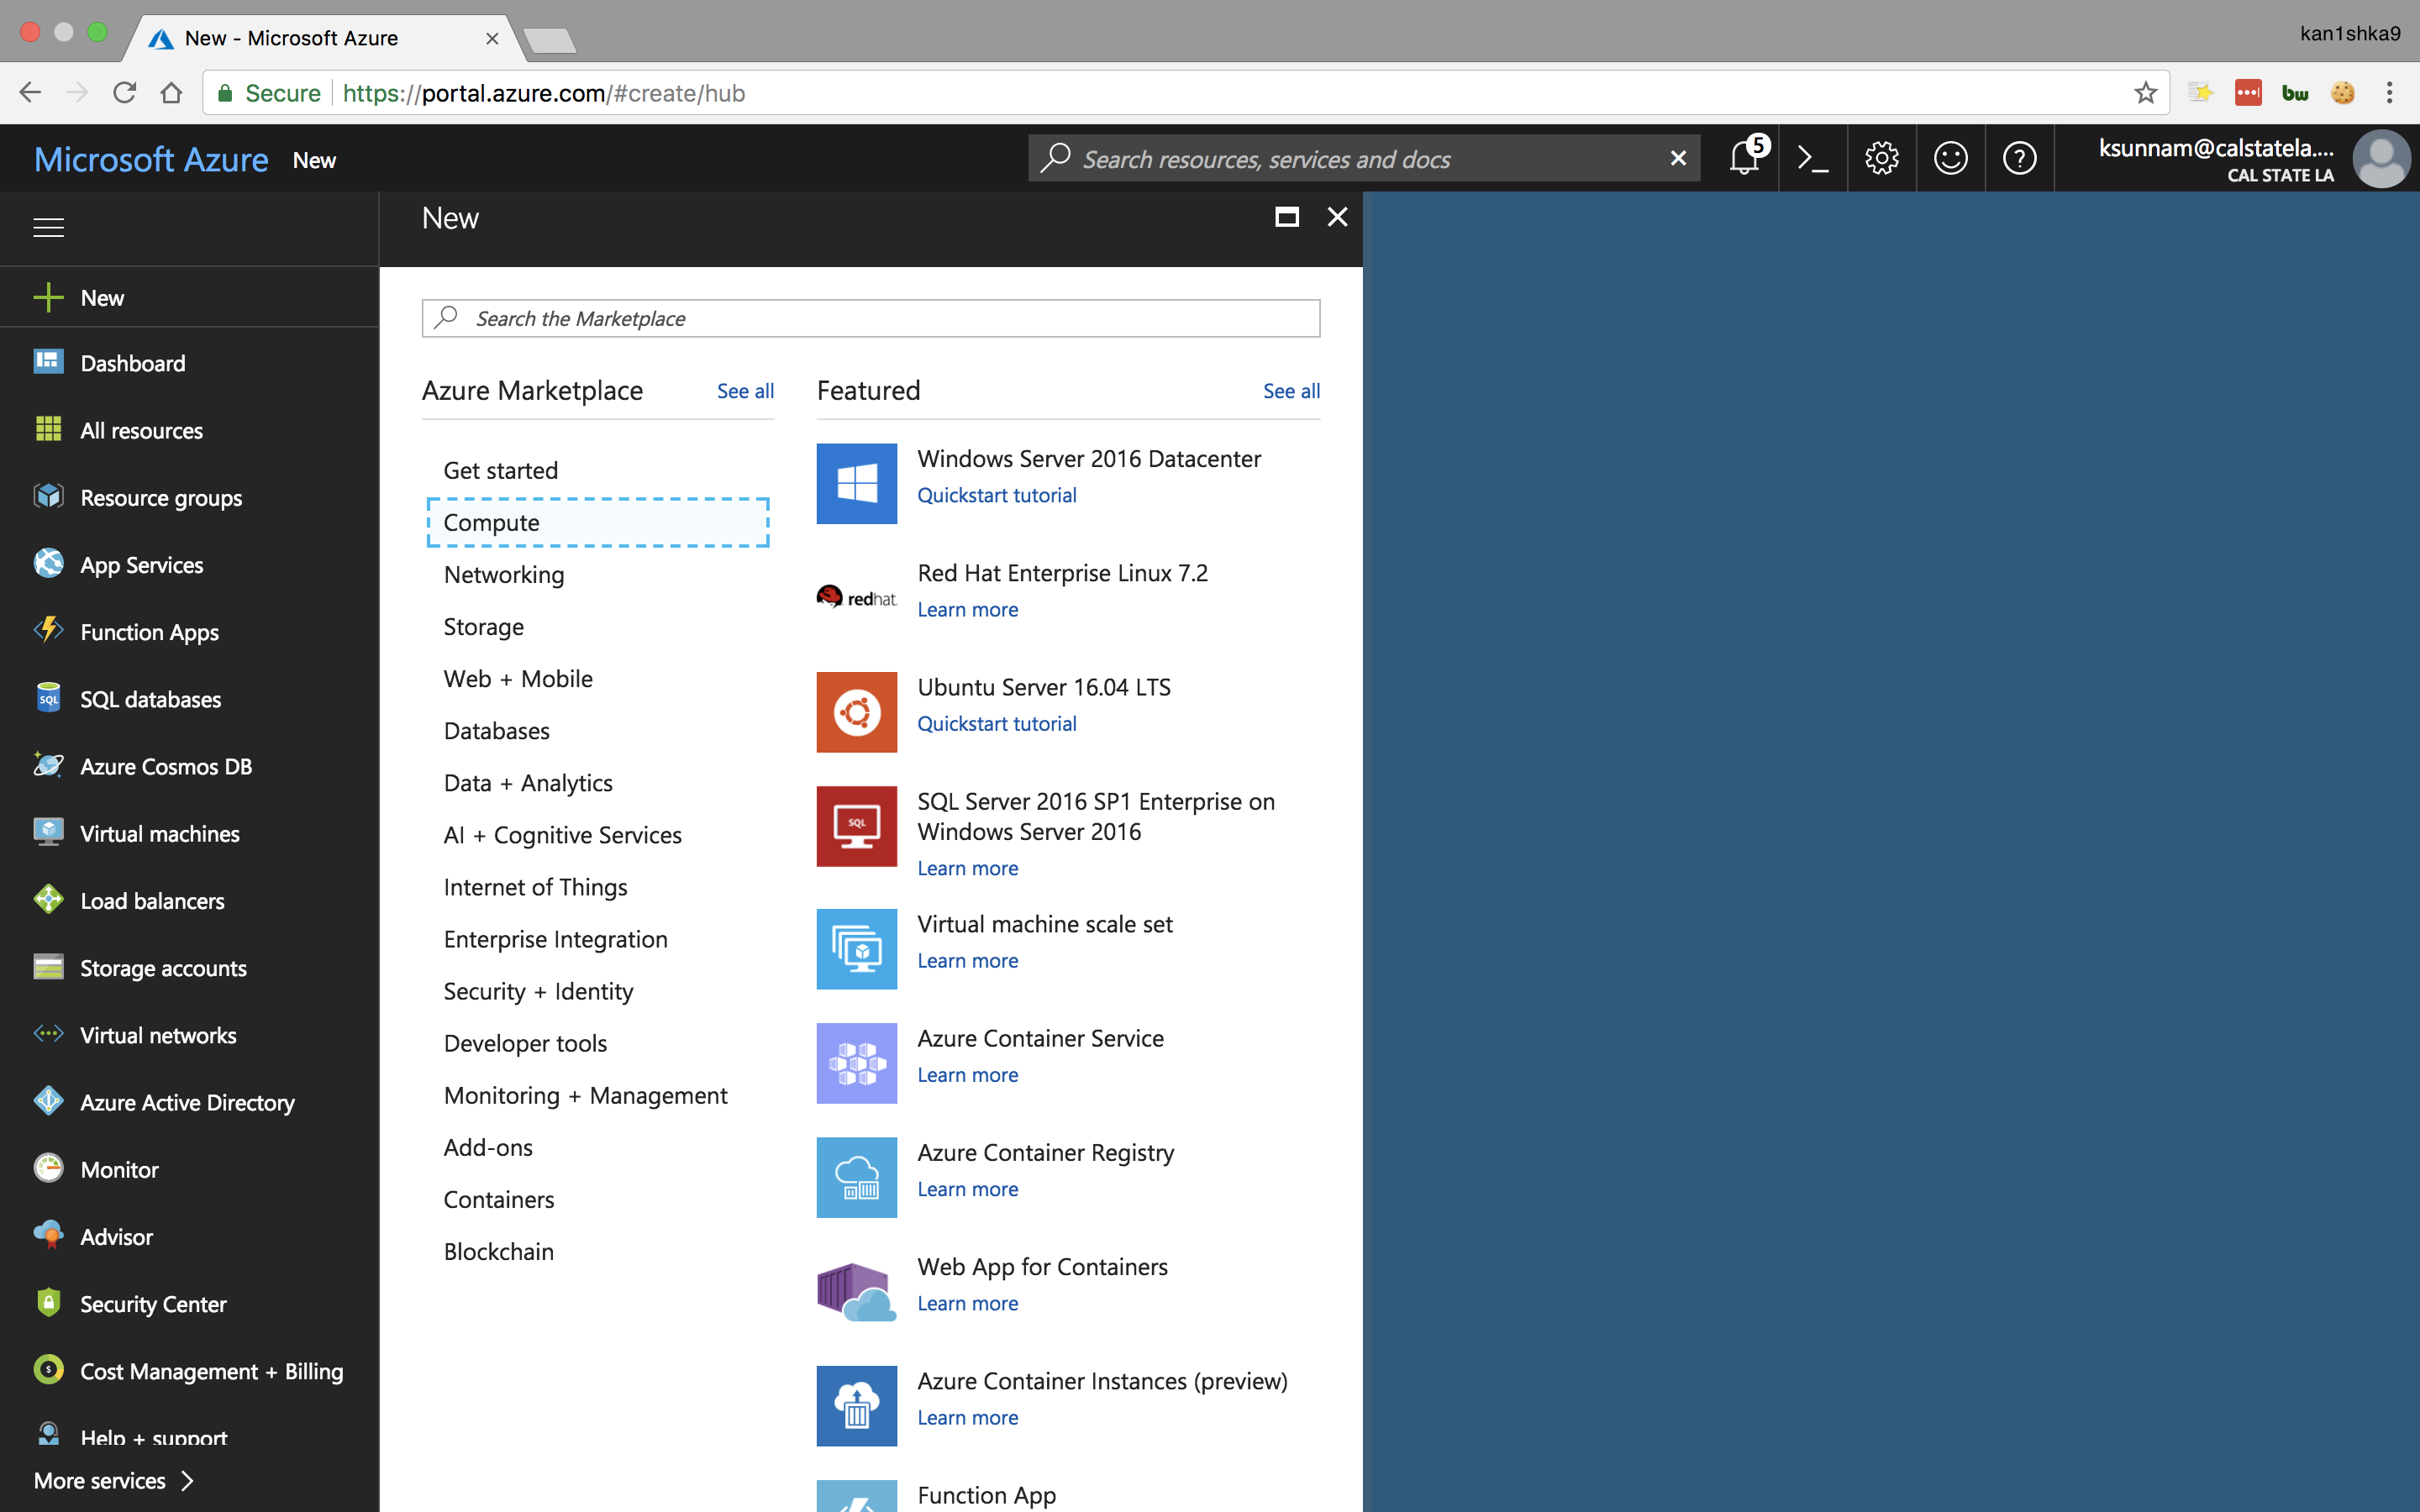 New - Microsoft Azure
kan1shka9
Secure
https://portal.azure.com/#create/hub
bw
Microsoft Azure
New
Search resources, services and docs
5
ksunnam@calstatela....
CAL STATE LA
New
Dashboard
All resources
Resource groups
App Services
Function Apps
SQL
SQL databases
Azure Cosmos DB
Virtual machines
Load balancers
Storage accounts
Virtual networks
Azure Active Directory
Monitor
Advisor
Security Center
Cost Management + Billing
Help + support
More services
New
Search the Marketplace
Azure Marketplace
See all
Get started
Compute
Networking
Storage
Web + Mobile
Databases
Data + Analytics
AI + Cognitive Services
Internet of Things
Enterprise Integration
Security + Identity
Developer tools
Monitoring + Management
Add-ons
Containers
Blockchain
Featured
See all
Windows Server 2016 Datacenter
Quickstart tutorial
redhat.
Red Hat Enterprise Linux 7.2
Learn more
Ubuntu Server 16.04 LTS
Quickstart tutorial
SQL
SQL Server 2016 SP1 Enterprise on
Windows Server 2016
Learn more
Virtual machine scale set
Learn more
Azure Container Service
Learn more
Azure Container Registry
Learn more
Web App for Containers
Learn more
Azure Container Instances (preview)
Learn more
Function App